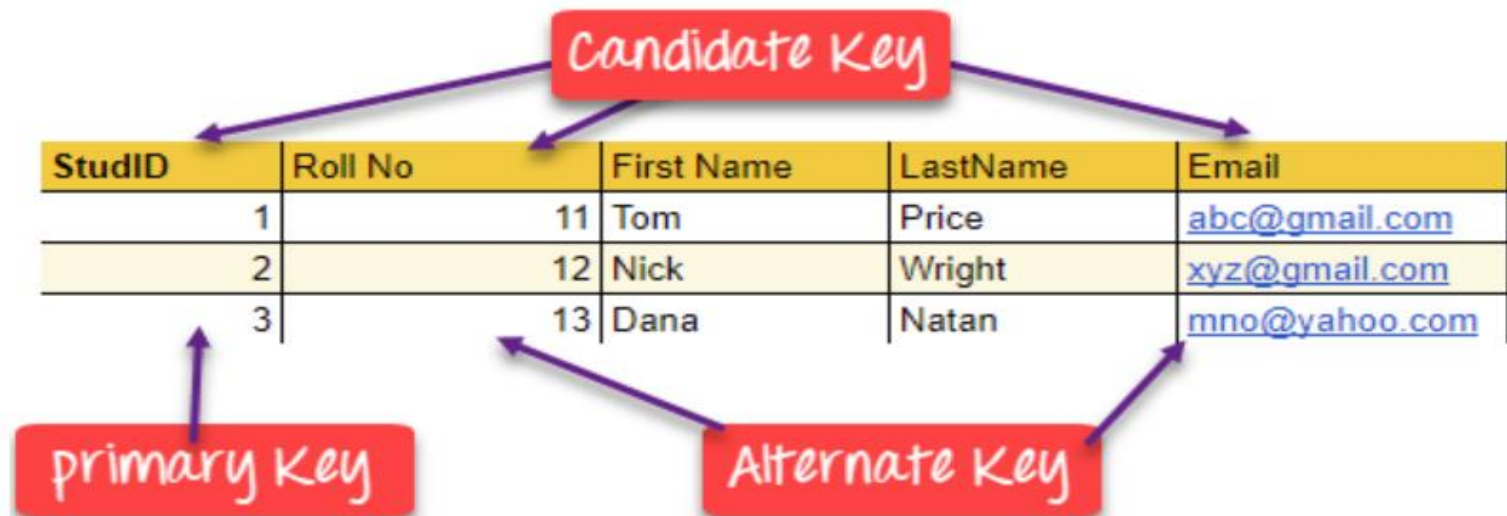 Candidate Key
StudID Roll No First Name LastName Email
1 11 Tom Price abc@gmail.com
2 12 Nick Wright xyz@gmail.com
3 13 Dana Natan mno@yahoo.com
primary Key Alternate Key